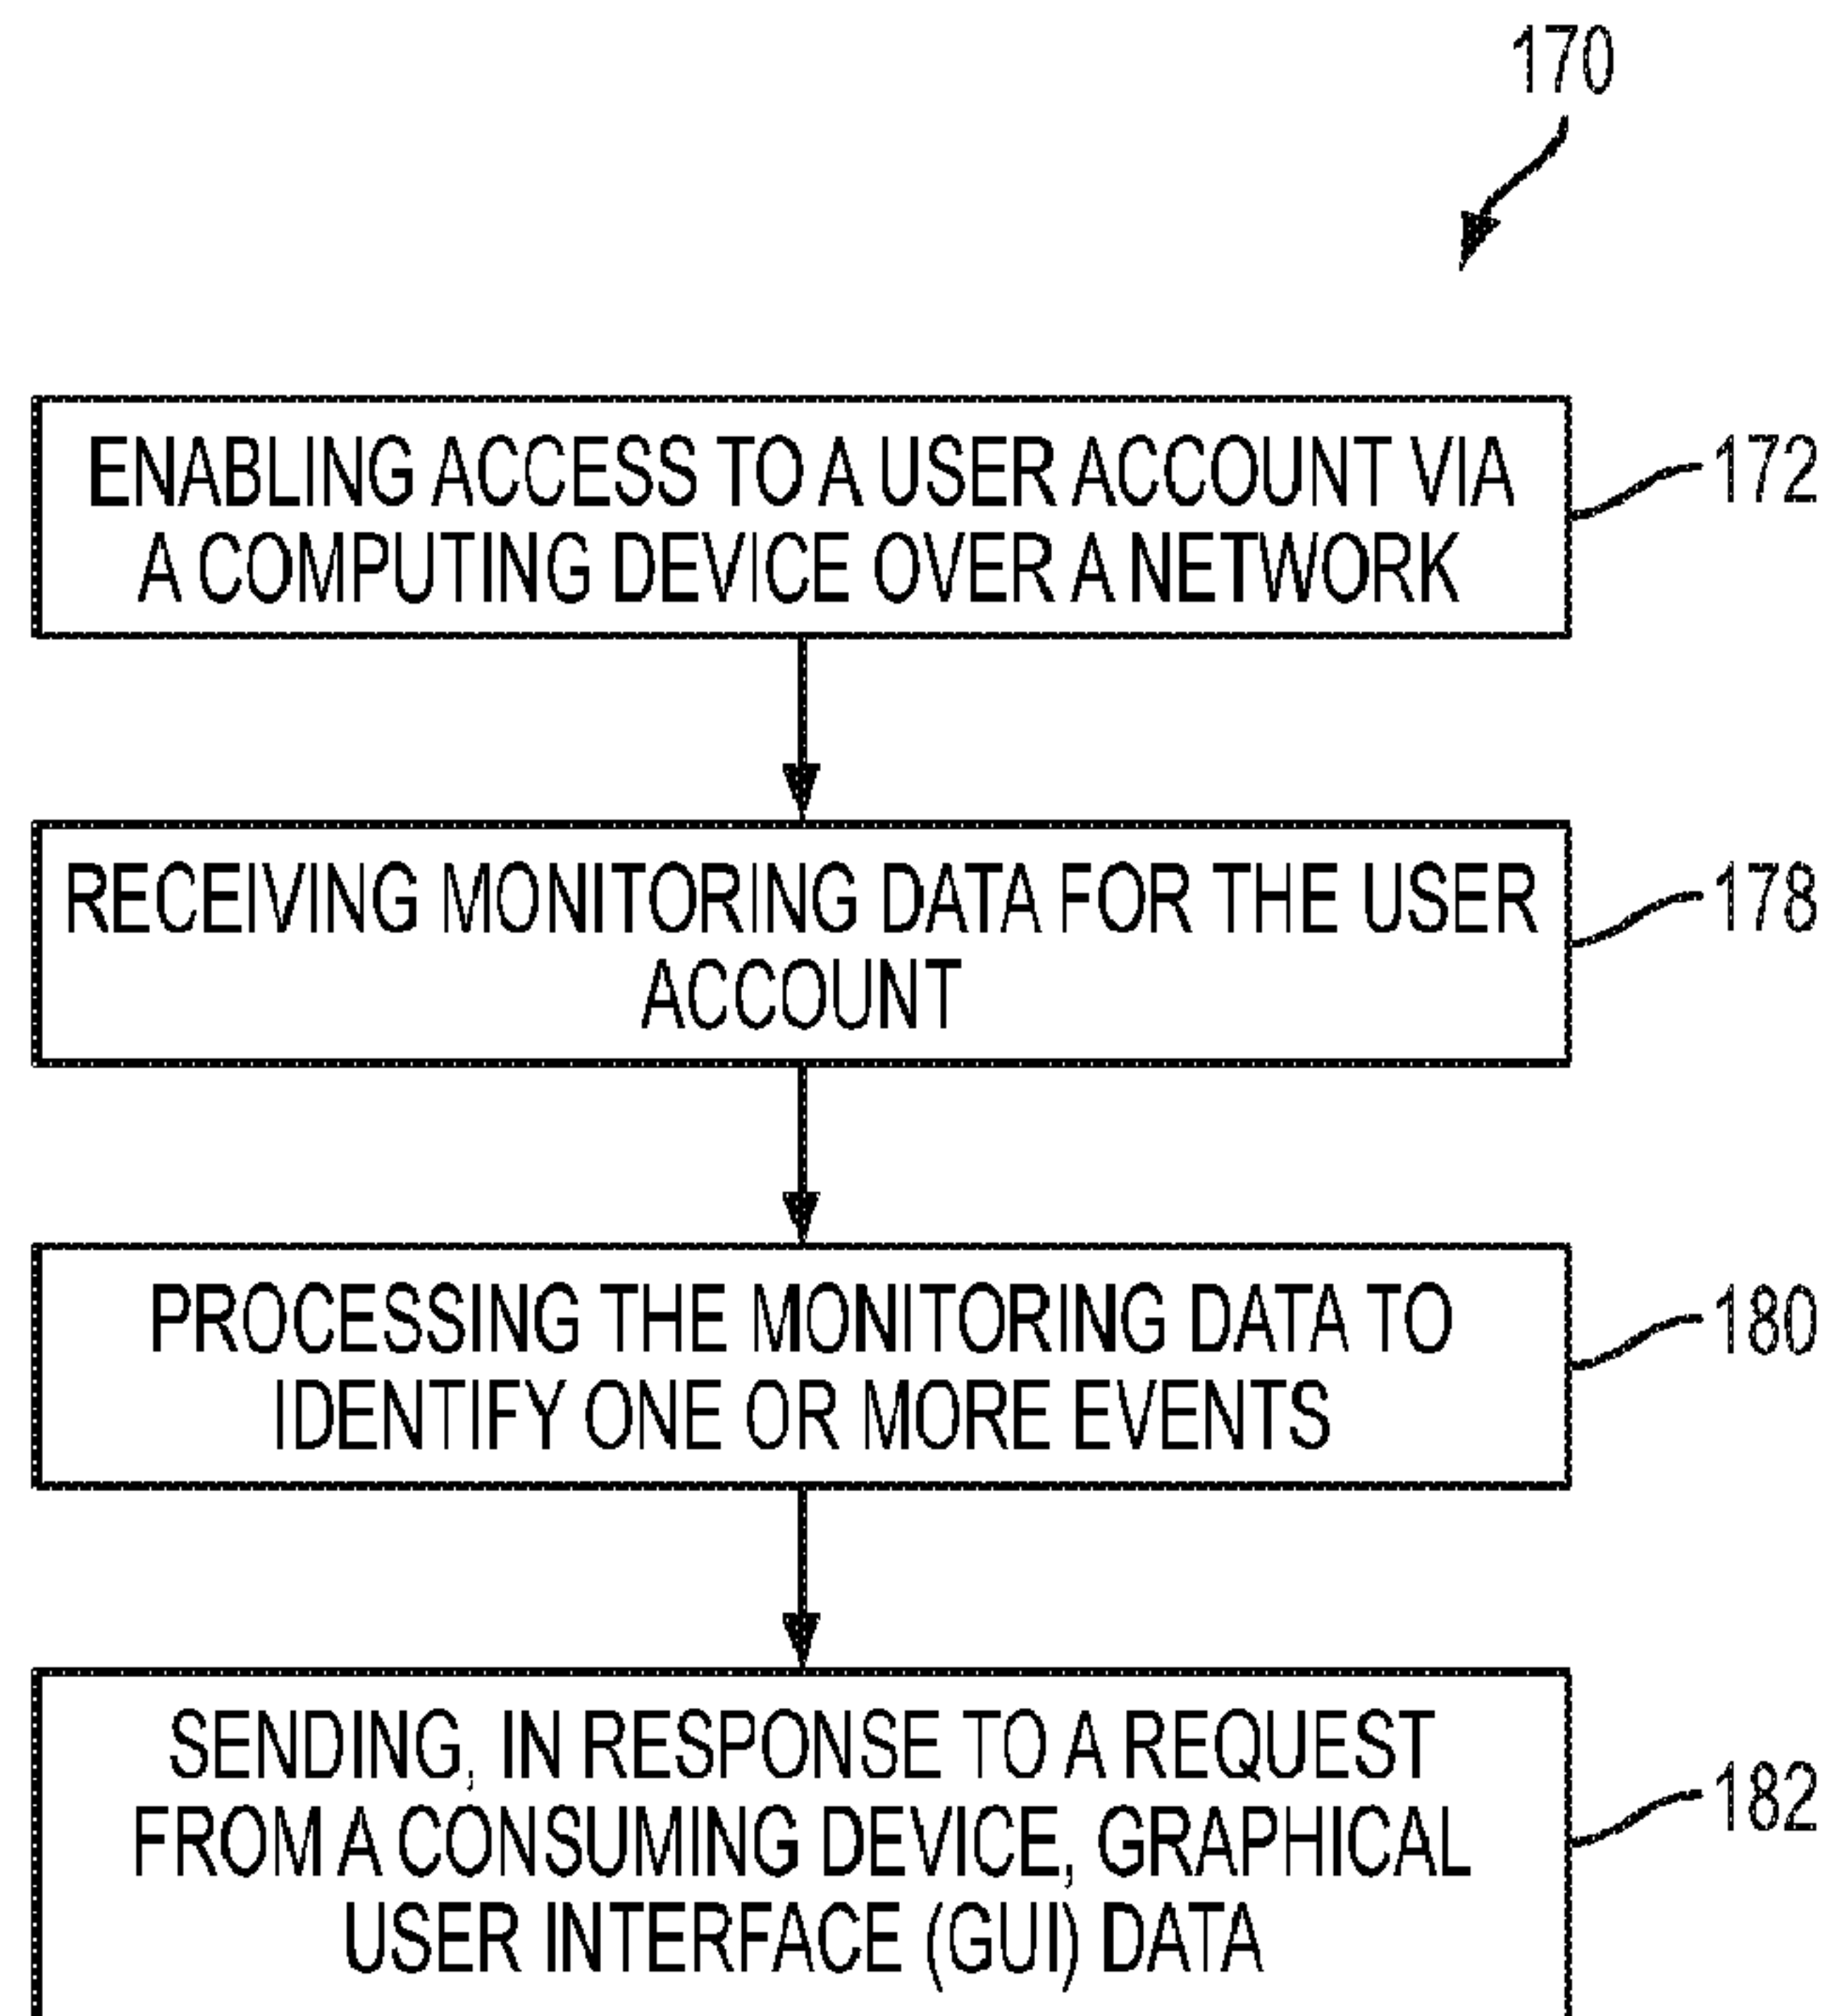 170
ENABLING ACCESS TO A USER ACCOUNT VIA
A COMPUTING DEVICE OVER A NETWORK
172
RECEIVING MONITORING DATA FOR THE USER
ACCOUNT
178
PROCESSING THE MONITORING DATA TO
IDENTIFY ONE OR MORE EVENTS
180
SENDING, IN RESPONSE TO A REQUEST
FROM A CONSUMING DEVICE, GRAPHICAL
USER INTERFACE (GUI) DATA
182